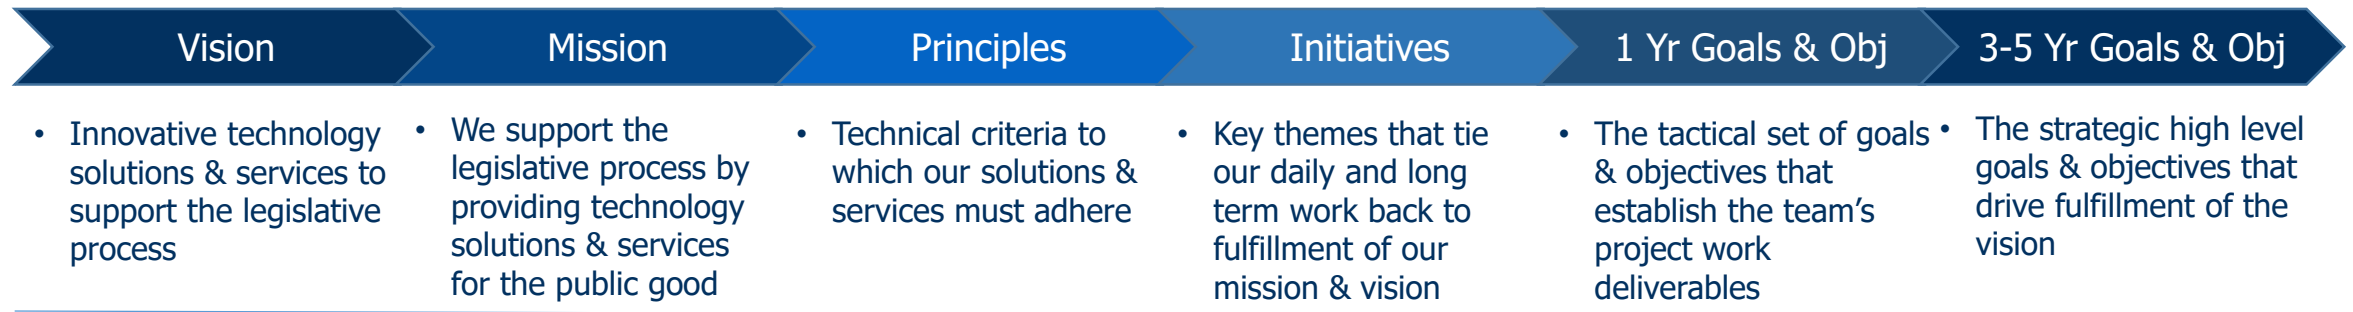 Vision
Mission
Principles
Initiatives
1 Yr Goals & Obj
3-5 Yr Goals & Obj
• Innovative technology
solutions & services to
support the legislative
process
• We support the
legislative process by
providing technology
solutions & services
for the public good
• Technical criteria to
which our solutions &
services must adhere
• Key themes that tie
our daily and long
term work back to
fulfillment of our
mission & vision
• The tactical set of goals
& objectives that
establish the team’s
project work
deliverables
• The strategic high level
goals & objectives that
drive fulfillment of the
vision